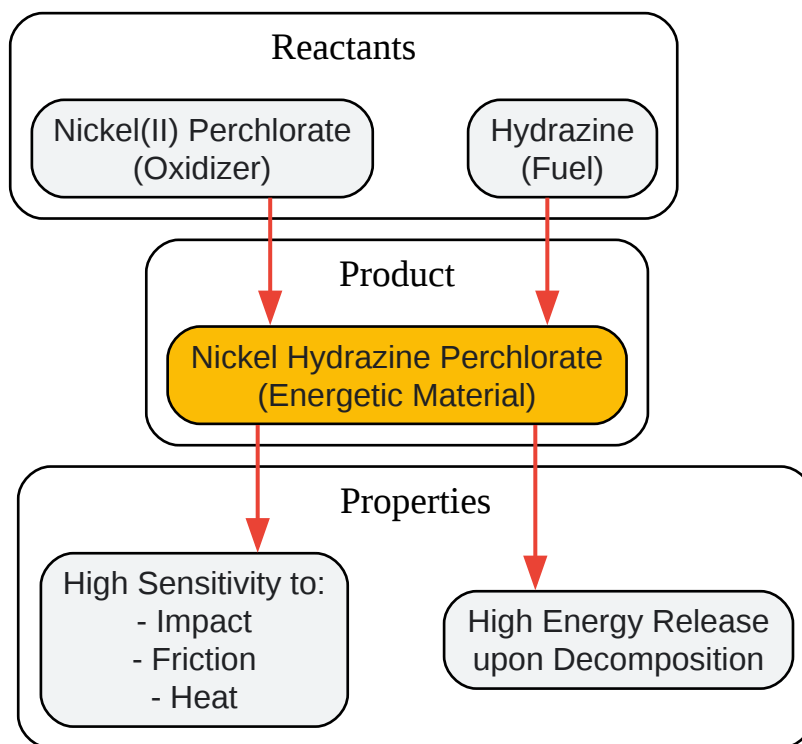 Reactants
Nickel(II) Perchlorate
(Oxidizer)
Hydrazine
(Fuel)
Product
Nickel Hydrazine Perchlorate
(Energetic Material)
Properties
High Sensitivity to:
- Impact
- Friction
- Heat
High Energy Release
upon Decomposition